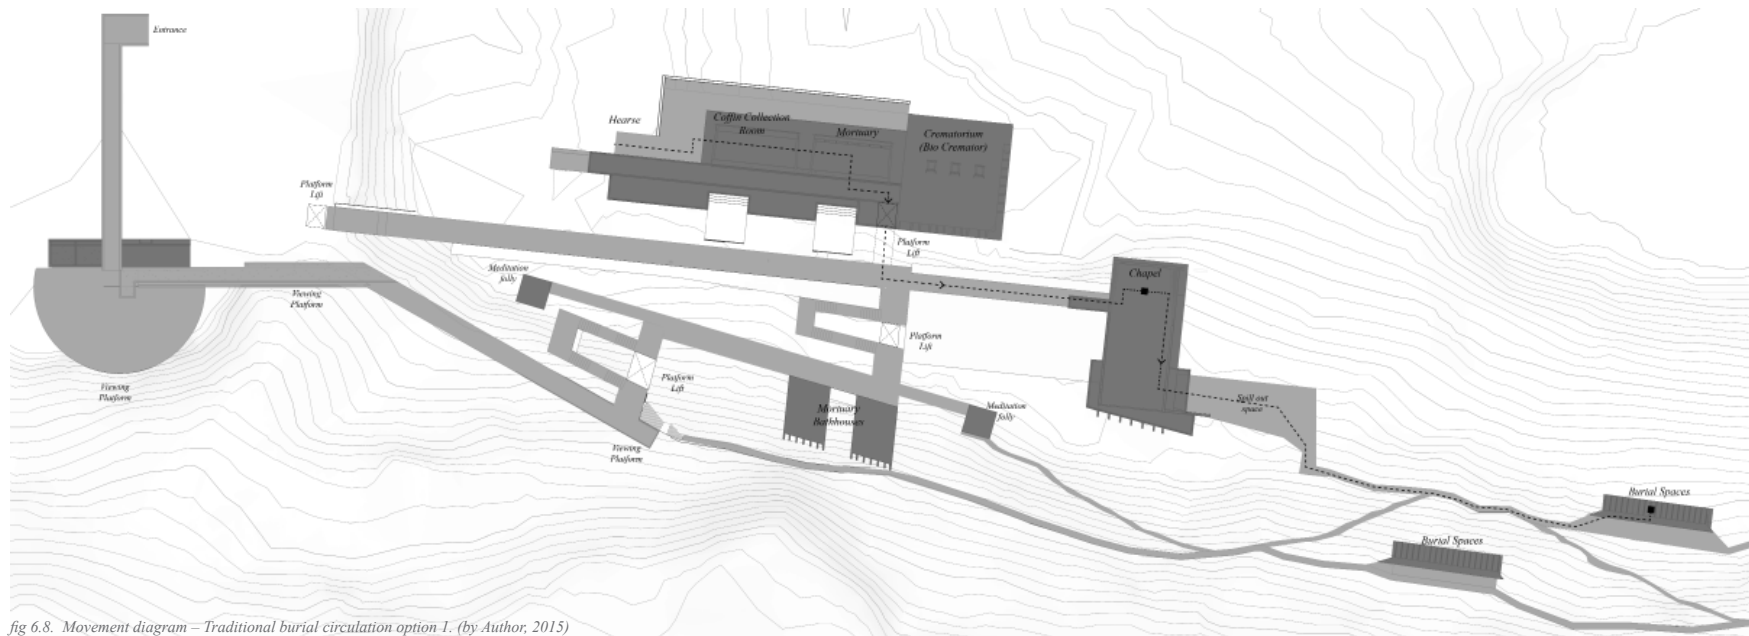 Entrance
Hearse
Coffin Collection
Room
Mortuary
Crematorium
(Bio Cremator)
Platform
Lift
Platform
Lift
Meditation
folly
Viewing
Platform
Chapel
Platform
Lift
Viewing
Platform
Platform
Lift
Mortuary
Bathhouses
Meditation
folly
Spill out
space
Viewing
Platform
Burial Spaces
Burial Spaces
fig 6.8. Movement diagram – Traditional burial circulation option 1. (by Author, 2015)